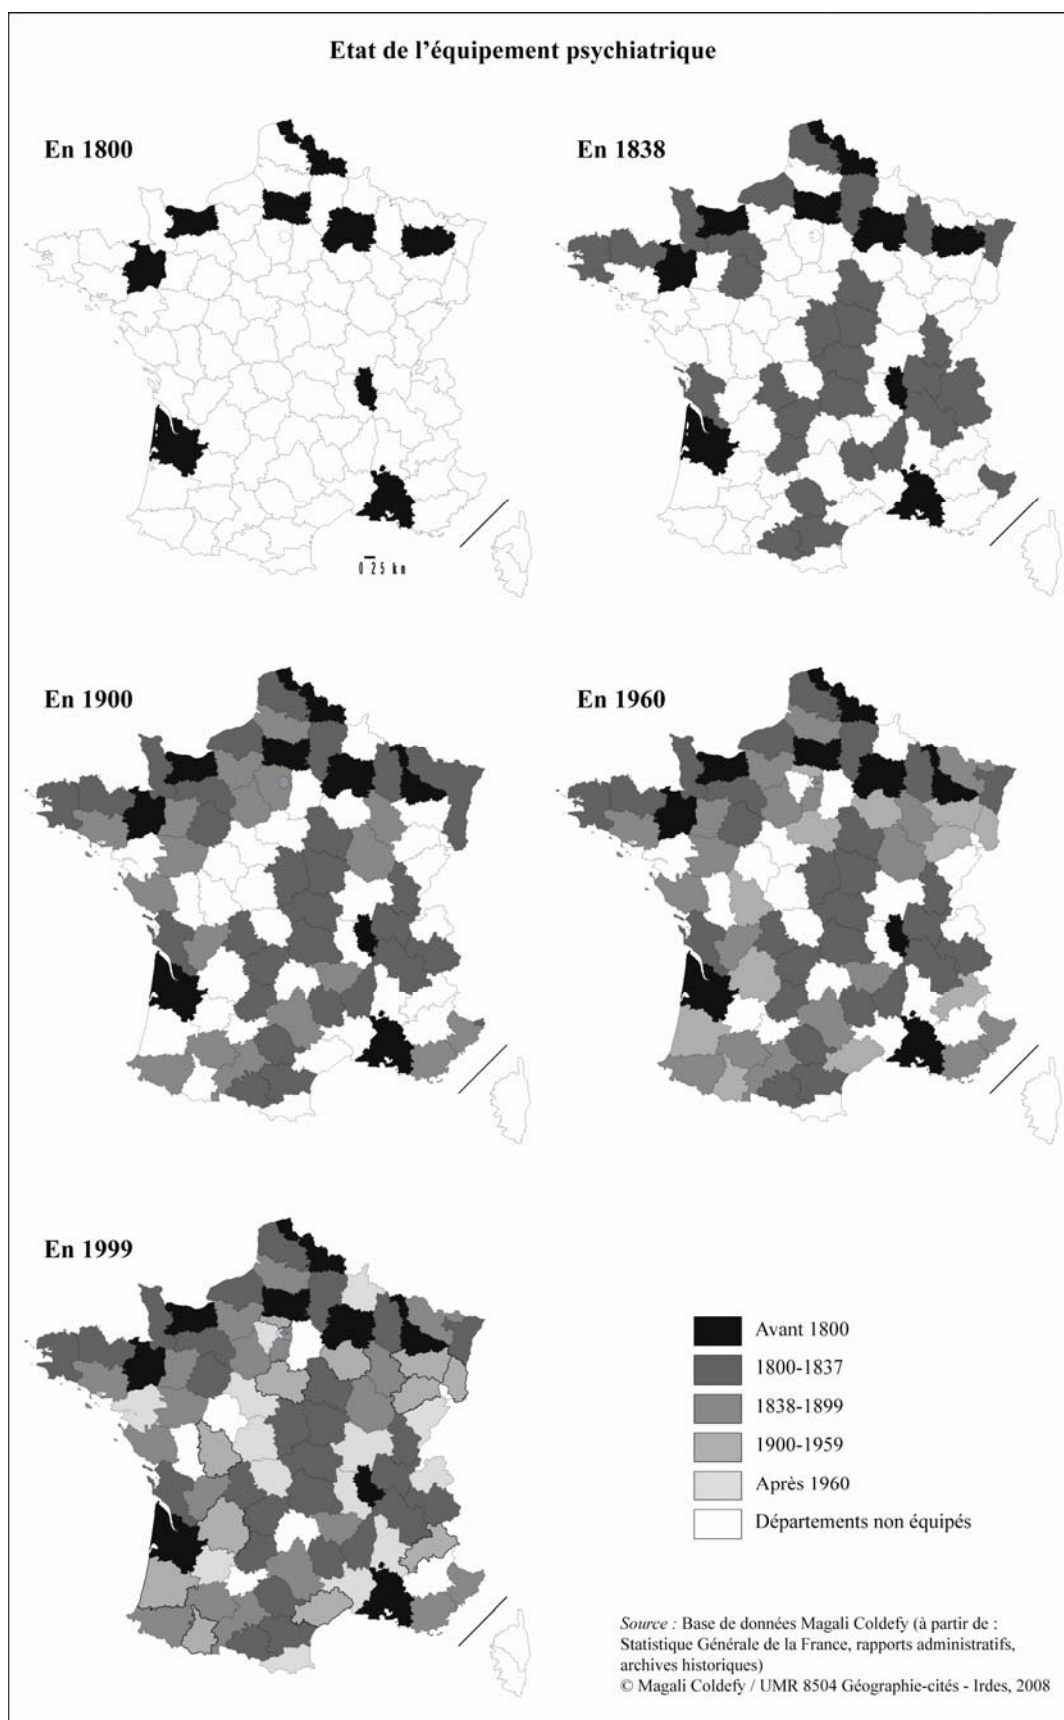 Etat de l'équipement psychiatrique
En 1800
En 1838
0 25 km
En 1900
En 1960
En 1999
Avant 1800
1800-1837
1838-1899
1900-1959
Après 1960
Départements non équipés
Source : Base de données Magali Coldefy (à partir de :
Statistique Générale de la France, rapports administratifs,
archives historiques)
© Magali Coldefy / UMR 8504 Géographie-cités - Irdes, 2008